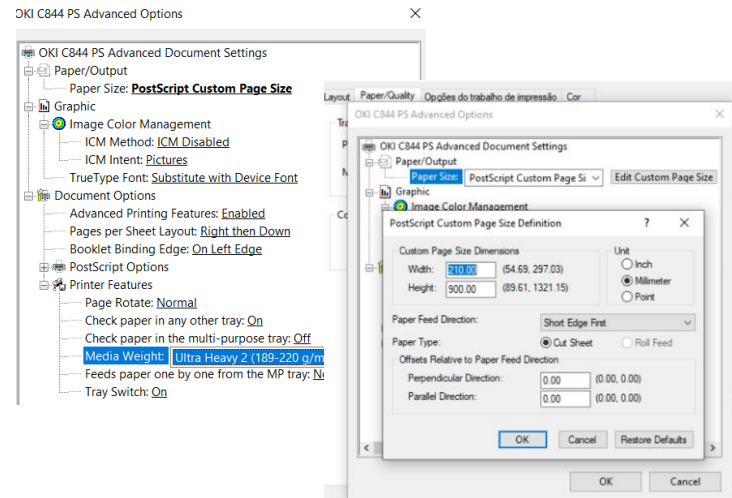 OKI C844 PS Advanced Options
OKI C844 PS Advanced Document Settings
Paper/Output
Paper Size: PostScript Custom Page Size
Graphic
Image Color Management
ICM Method: ICM Disabled
ICM Intent: Pictures
TrueType Font: Substitute with Device Font
Document Options
Advanced Printing Features: Enabled
Pages per Sheet Layout: Right then Down
Booklet Binding Edge: On Left Edge
PostScript Options
Printer Features
Page Rotate: Normal
Check paper in any other tray: On
Check paper in the multi-purpose tray: Off
Media Weight: Ultra Heavy 2 (189-220 g/m
Feeds paper one by one from the MP tray:
Tray Switch: On
Layout Paper/Quality Opções do trabalho de impressão Cor
OKI C844 PS Advanced Options
OKI C844 PS Advanced Document Settings
Paper/Output
Paper Size: PostScript Custom Page Si Edit Custom Page Size
Graphic
Image Color Management
PostScript Custom Page Size Definition ?
Custom Page Size Dimensions
Width: 210.00 (54.69, 297.03)
Height: 900.00 (89.61, 1321.15)
Unit
Inch
Millimeter
Point
Paper Feed Direction: Short Edge First
Paper Type: Cut Sheet Roll Feed
Offsets Relative to Paper Feed Direction
Perpendicular Direction: 0.00 (0.00, 0.00)
Parallel Direction: 0.00 (0.00, 0.00)
OK Cancel Restore Defaults
OK Cancel